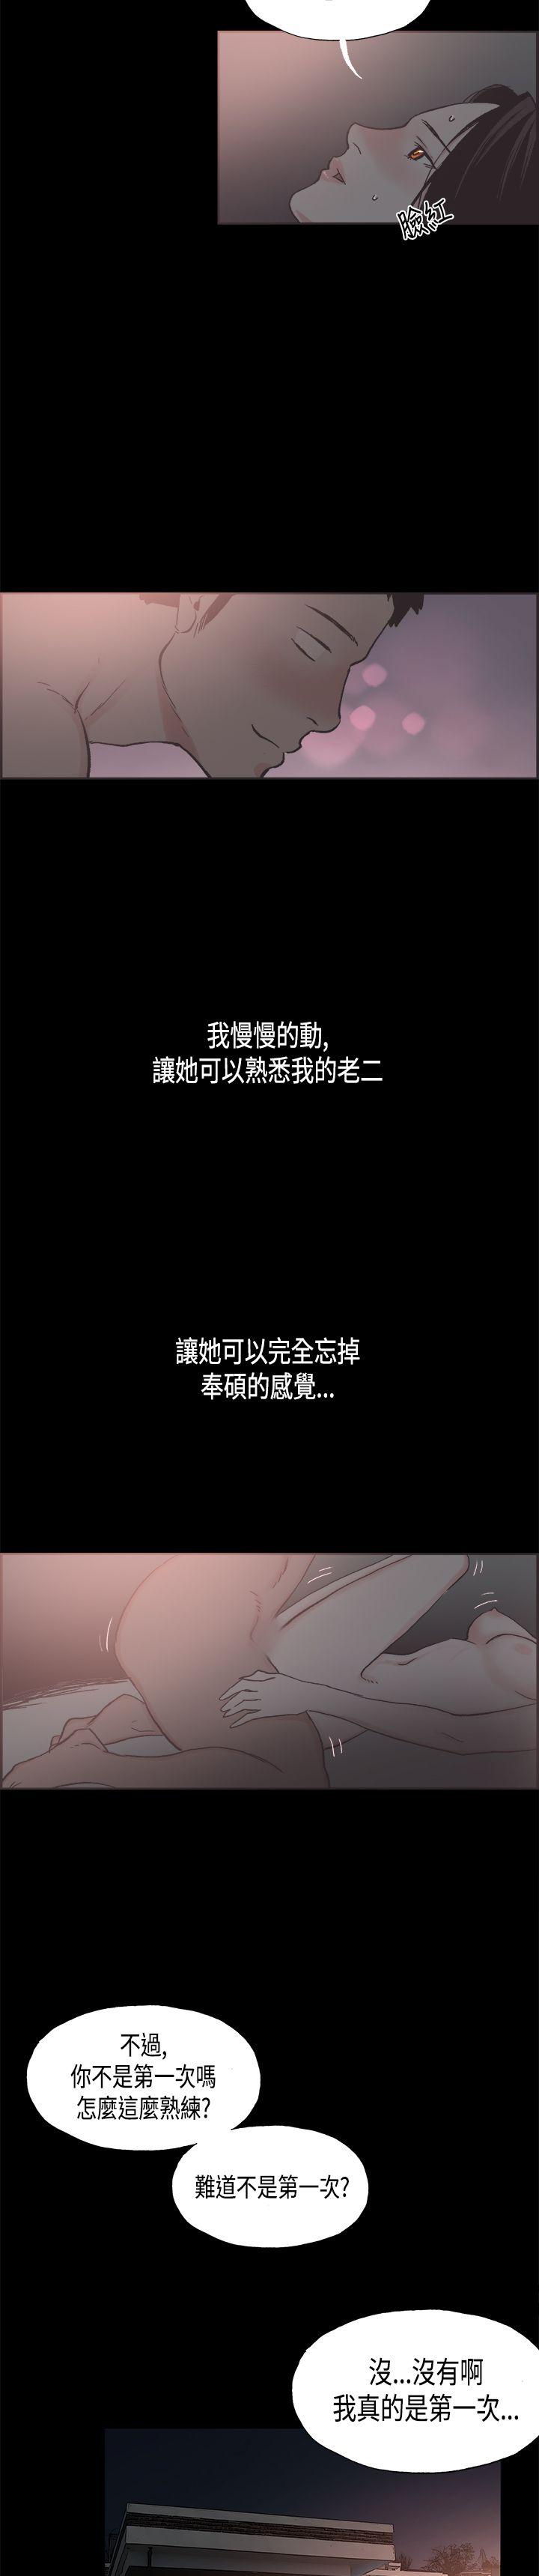 臉紅
我慢慢的動,
讓她可以熟悉我的老二
讓她可以完全忘掉
奉碩的感覺...
不過,
你不是第一次嗎
怎麼這麼熟練?
難道不是第一次?
沒...沒有啊
我真的是第一次...